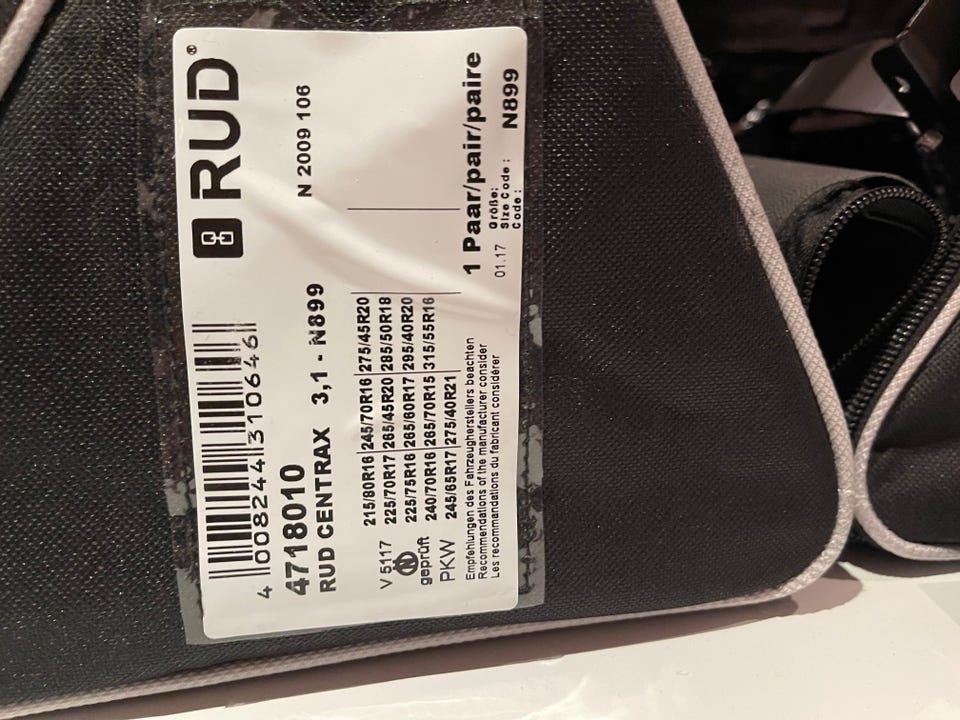 RUD®
4 008244 310646
4718010
N 2009 106
RUD CENTRAX 3,1 - N899
V 5117
geprüft
PKW
215/80R16 245/70R16 275/45R20
225/70R17 265/45R20 285/50R18
225/75R16 265/60R17 295/40R20
240/70R16 265/70R15 315/55R16
245/65R17 275/40R21
Empfehlungen des Fahrzeugherstellers beachten
Recommendations of the manufacturer consider
Les recommandations du fabricant considérer
1 Paar/pair/paire
01.17
Größe:
Size Code :
Code :
N899